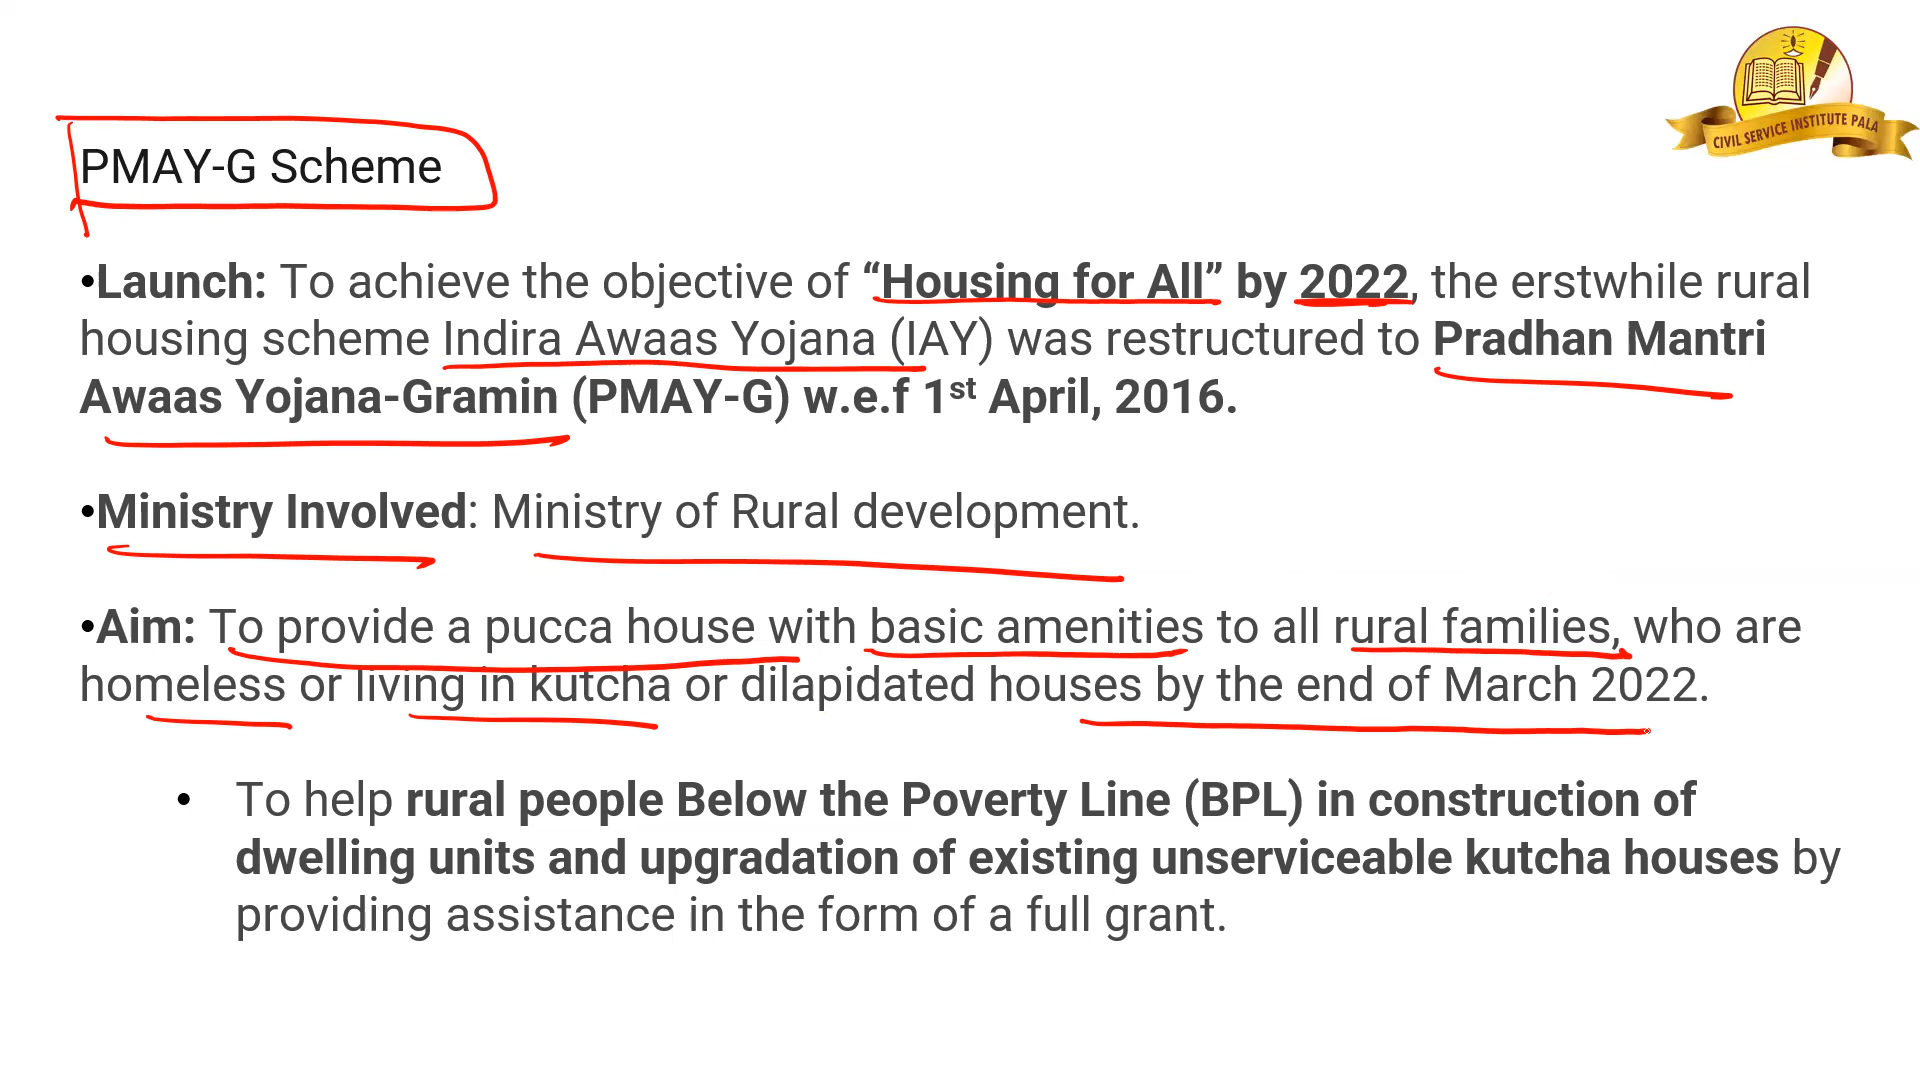 CIVIL SERVICE INSTITUTE PALA
PMAY-G Scheme
•Launch: To achieve the objective of “Housing for All” by 2022, the erstwhile rural
housing scheme Indira Awaas Yojana (IAY) was restructured to Pradhan Mantri
Awaas Yojana-Gramin (PMAY-G) w.e.f 1st April, 2016.
•Ministry Involved: Ministry of Rural development.
•Aim: To provide a pucca house with basic amenities to all rural families, who are
homeless or living in kutcha or dilapidated houses by the end of March 2022.
• To help rural people Below the Poverty Line (BPL) in construction of
dwelling units and upgradation of existing unserviceable kutcha houses by
providing assistance in the form of a full grant.